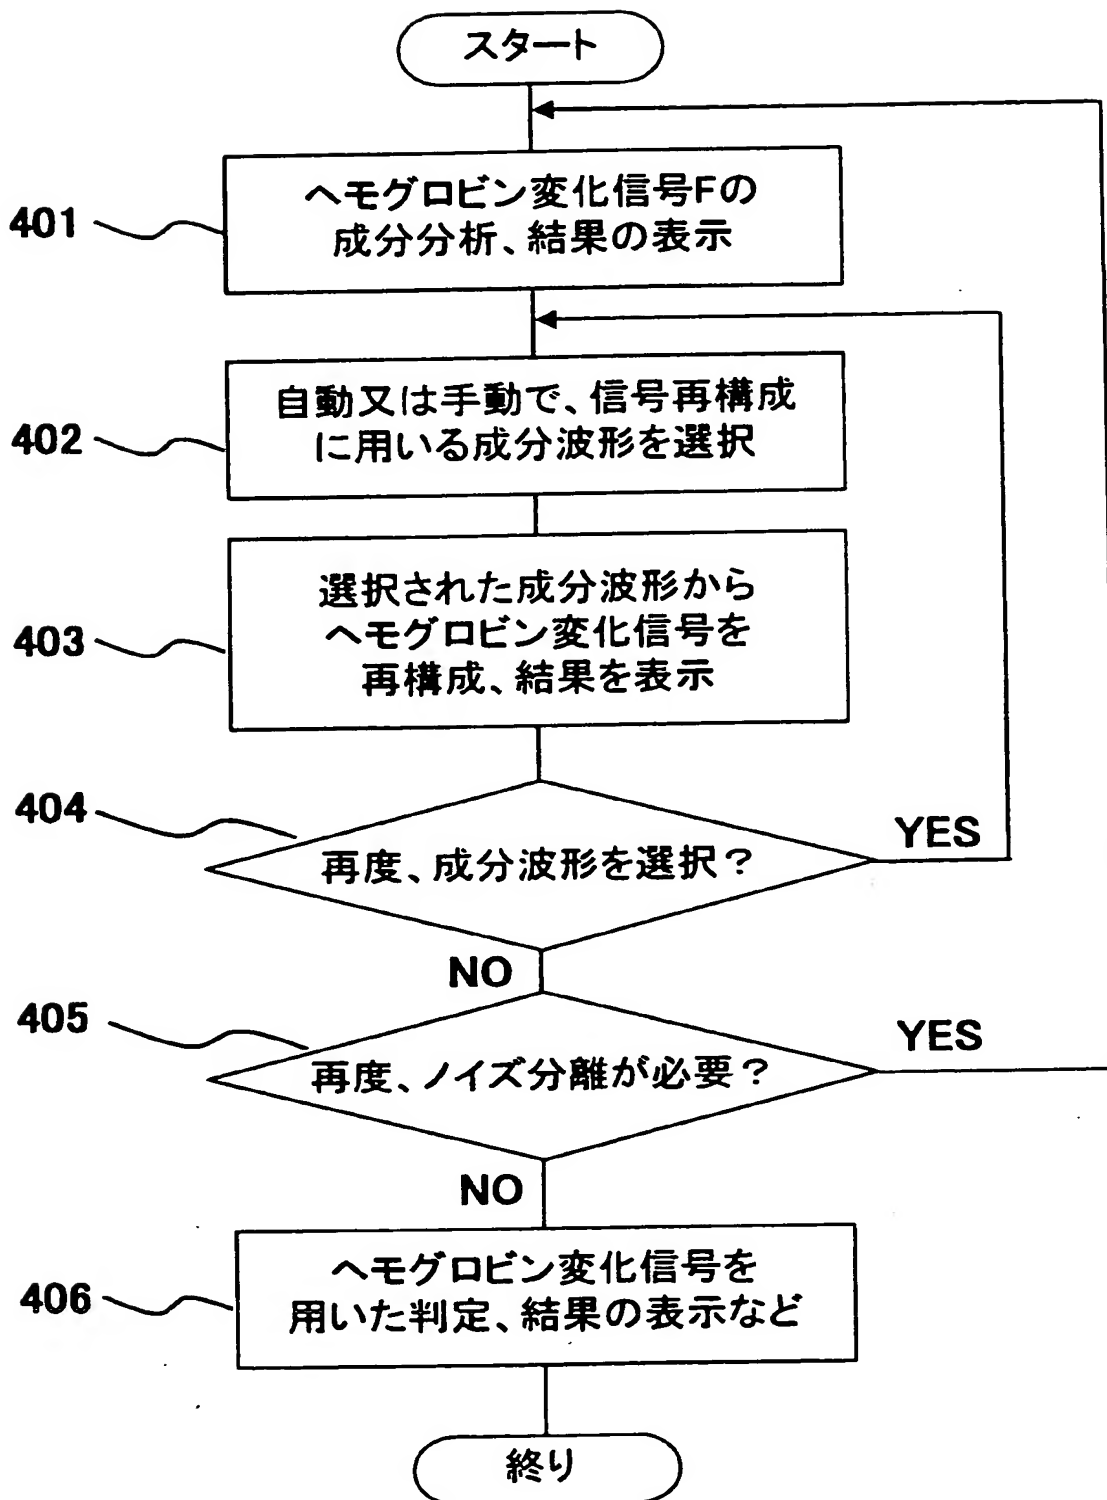 スタート
401
ヘモグロビン変化信号Fの
成分分析、結果の表示
402
自動又は手動で、信号再構成
に用いる成分波形を選択
403
選択された成分波形から
ヘモグロビン変化信号を
再構成、結果を表示
404
再度、成分波形を選択？
YES
NO
405
再度、ノイズ分離が必要？
YES
NO
406
ヘモグロビン変化信号を
用いた判定、結果の表示など
終り